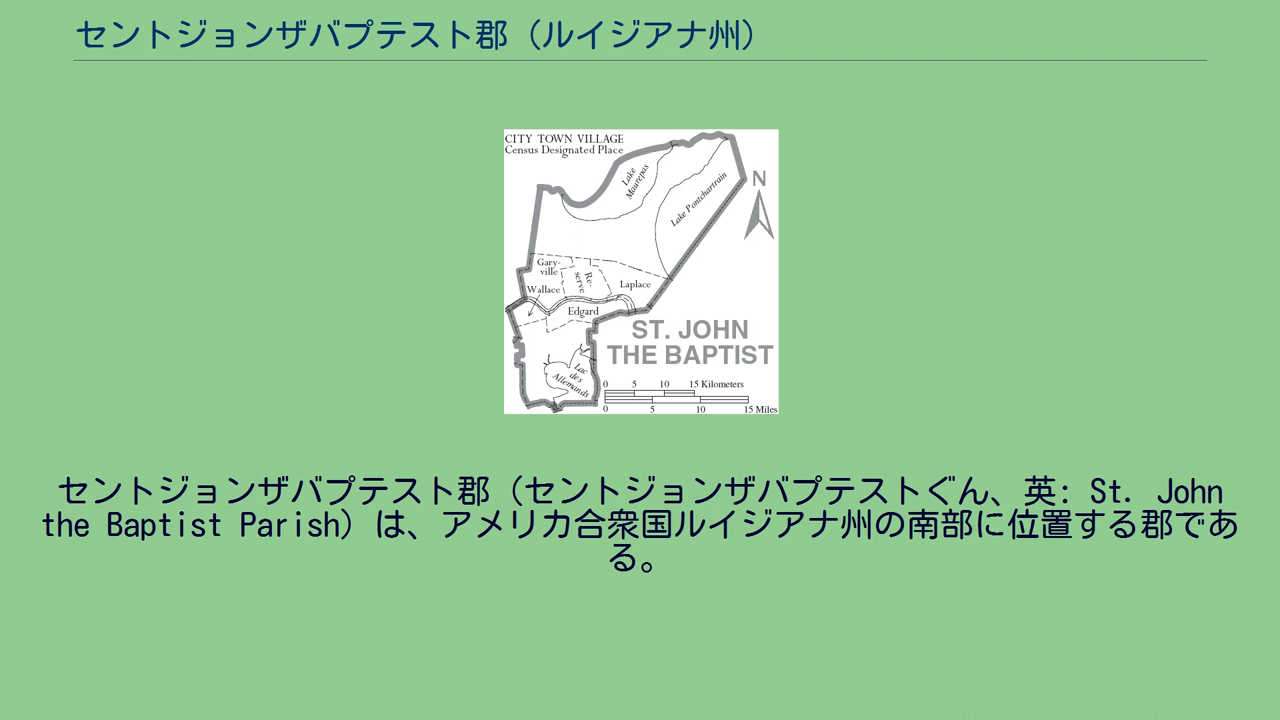 セントジョンザバプテスト郡（ルイジアナ州）
CITY TOWN VILLAGE
Census Designated Place
Lake
Maurepas
Lake Pontchartrain
N
Gary-
ville
Re-
serve
Wallace
Laplace
Edgard
ST. JOHN
THE BAPTIST
Lac
des
Allemands
0 5 10 15 Kilometers
0 5 10 15 Miles
セントジョンザバプテスト郡（セントジョンザバプテストぐん、英: St. John
the Baptist Parish）は、アメリカ合衆国ルイジアナ州の南部に位置する郡であ
る。